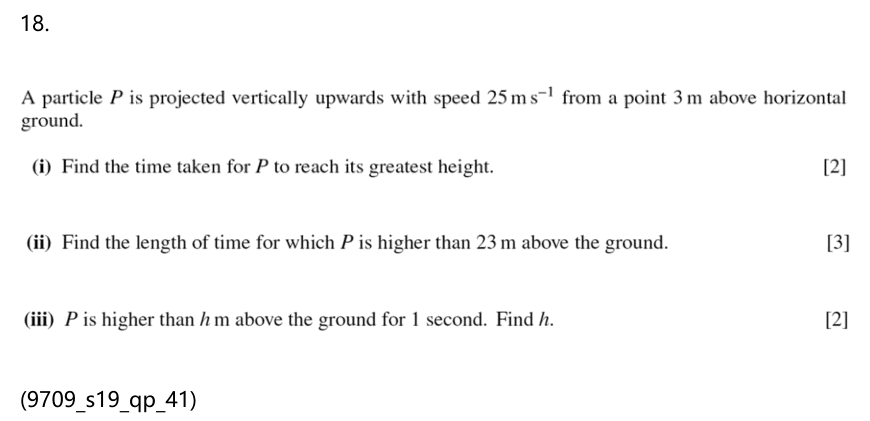 18.
A particle P is projected vertically upwards with speed 25 m s⁻¹ from a point 3 m above horizontal
ground.
(i) Find the time taken for P to reach its greatest height. [2]
(ii) Find the length of time for which P is higher than 23 m above the ground. [3]
(iii) P is higher than h m above the ground for 1 second. Find h. [2]
(9709_s19_qp_41)